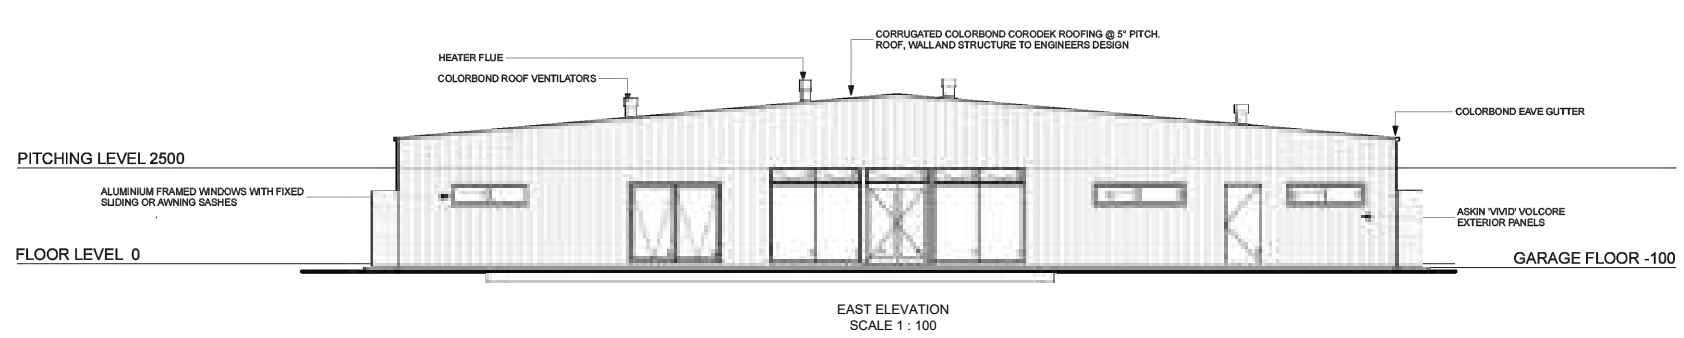 CORRUGATED COLORBOND CORODEK ROOFING @ 5° PITCH.
ROOF, WALL AND STRUCTURE TO ENGINEERS DESIGN
HEATER FLUE
COLORBOND ROOF VENTILATORS
COLORBOND EAVE GUTTER
PITCHING LEVEL 2500
ALUMINIUM FRAMED WINDOWS WITH FIXED
SLIDING OR AWNING SASHES
ASKIN 'VIVID' VOLCORE
EXTERIOR PANELS
FLOOR LEVEL 0
GARAGE FLOOR -100
EAST ELEVATION
SCALE 1 : 100